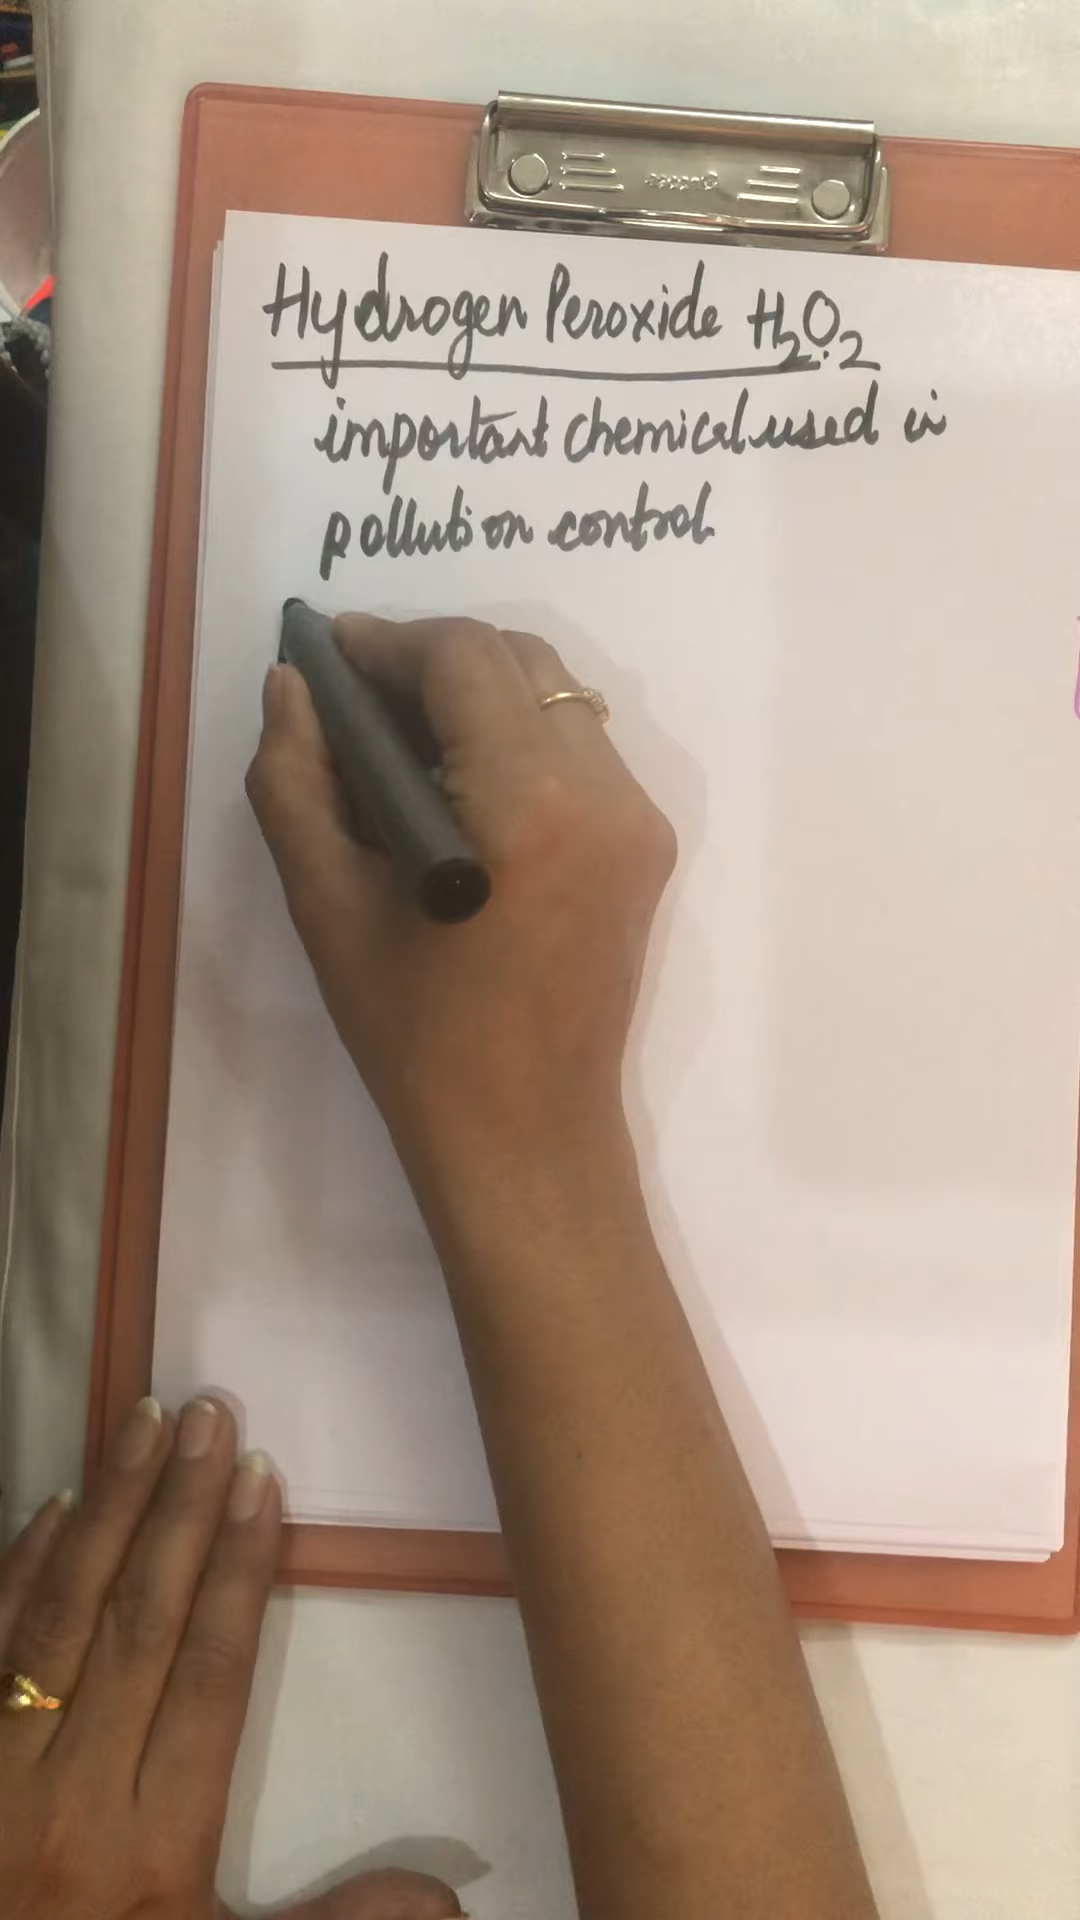 Hydrogen Peroxide H₂O₂
important chemical used in
pollution control